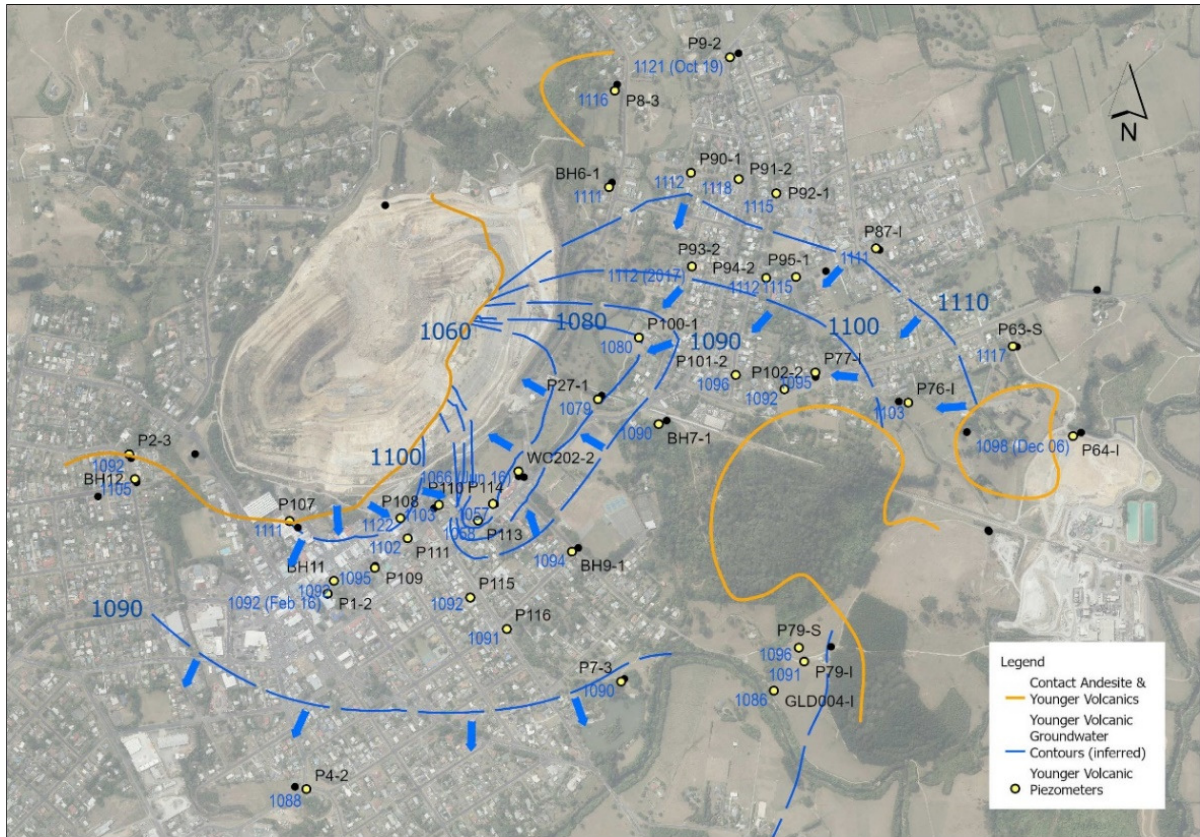 P9-2
1121 (Oct 19)
1116
P8-3
N
BH6-1
1111
P90-1
1112
P91-2
1118
P92-1
1115
P87-I
1111
P93-2
1112 (2017)
P94-2
1112
P95-1
1115
1110
1060
1080
P100-1
1080
1090
1100
P63-S
1117
P101-2
1096
P102-2
1092
P77-I
1095
P76-I
1103
P27-1
1079
BH7-1
1090
1098 (Dec 06)
P64-I
P2-3
1092
BH12
1105
1100
WC202-2
1066 (Jun 16)
P107
1111
P108
1122
P110
1103
P114
1057
P113
1058
1102
P111
BH9-1
1094
BH11
1095
P109
1092 (Feb 16)
P1-2
P115
1092
P116
1091
1090
P7-3
1090
P79-S
1096
P79-I
1091
GLD004-I
1086
P4-2
1088
Legend
Contact Andesite &
Younger Volcanics
Younger Volcanic
Groundwater
Contours (inferred)
Younger Volcanic
Piezometers